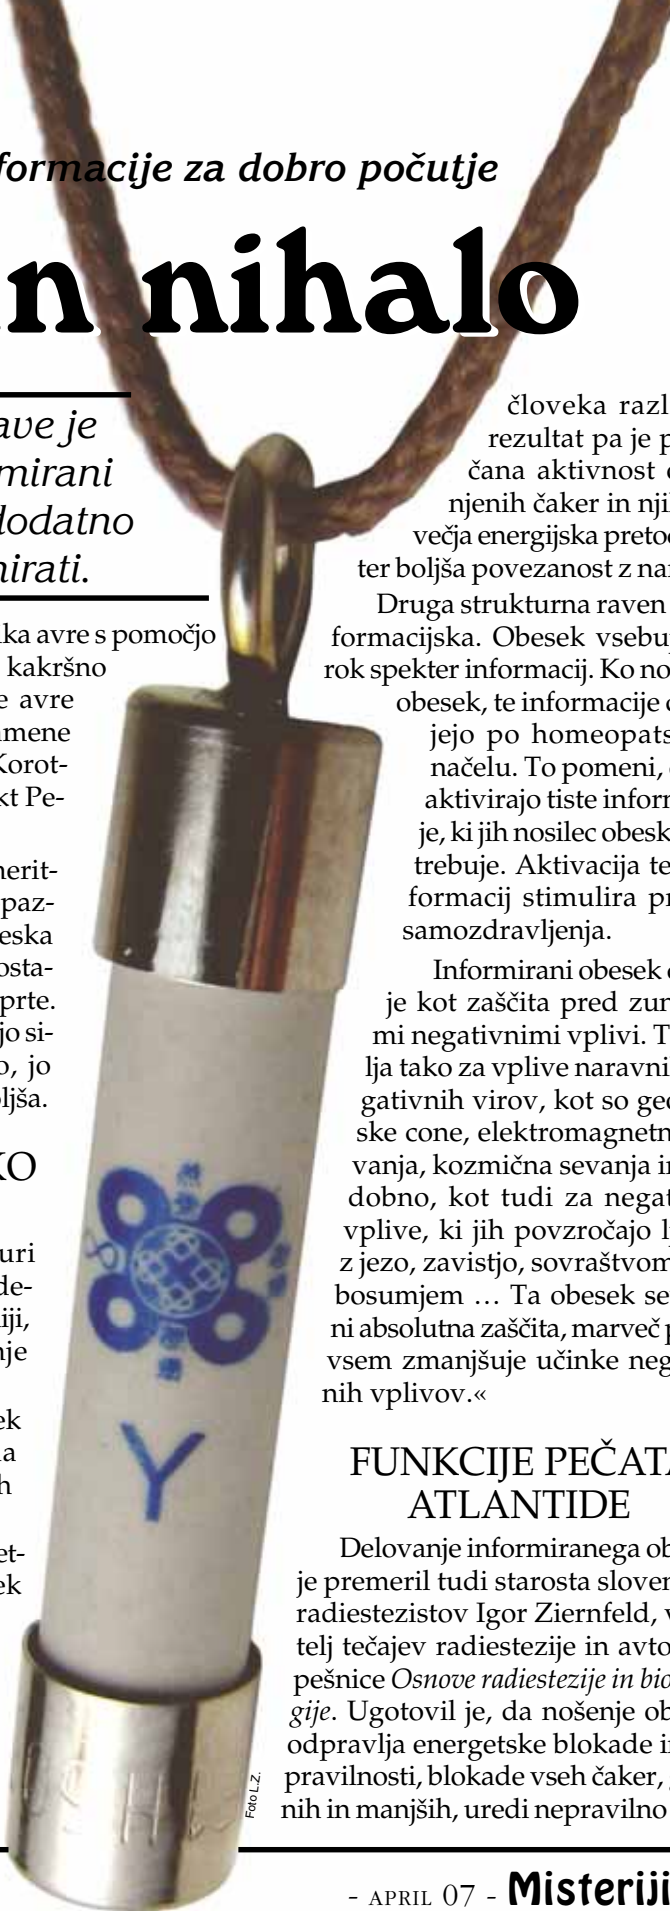 formacije za dobro počutje
in nihalo
ave je
mirani
dodatno
nirati.
ika avre s pomočjo
kakršno
e avre
mene
Korot-
kt Pe-
nerit-
paz-
eska
osta-
prte.
jo si-
o, jo
oljša.
KO
uri
de-
iji,
nje
ek
a
h
et-
ek
človeka razl
rezultat pa je p
čana aktivnost
njenih čaker in nji
večja energijska preto
ter boljša povezanost z na
Druga strukturna raven
formacijska. Obesek vsebu
rok spekter informacij. Ko no
obesek, te informacije
jejo po homeopats
načelu. To pomeni,
aktivirajo tiste inform
je, ki jih nosilec obesk
trebuje. Aktivacija te
formacij stimulira pr
samozdravljenja.
Informirani obesek
je kot zaščita pred zun
mi negativnimi vplivi. T
lja tako za vplive naravni
gativnih virov, kot so geo
ske cone, elektromagnetn
vanja, kozmična sevanja in
dobno, kot tudi za negat
vplive, ki jih povzročajo l
z jezo, zavistjo, sovraštvom
bosumjem … Ta obesek se
ni absolutna zaščita, marveč p
vsem zmanjšuje učinke neg
nih vplivov.«
FUNKCIJE PEČATA
ATLANTIDE
Delovanje informiranega ob
je premeril tudi starosta sloven
radiestezistov Igor Ziernfeld, v
telj tečajev radiestezije in avto
pešnice Osnove radiestezije in bio
gije. Ugotovil je, da nošenje ob
odpravlja energetske blokade in
pravilnosti, blokade vseh čaker,
nih in manjših, uredi nepravilno
Y
Foto L.Z.
- APRIL 07 - Misteriji